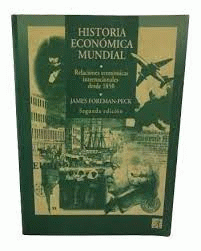 HISTORIA
ECONÓMICA
MUNDIAL
Relaciones económicas
internacionales
desde 1850
JAMES FOREMAN-PECK
Segunda edición